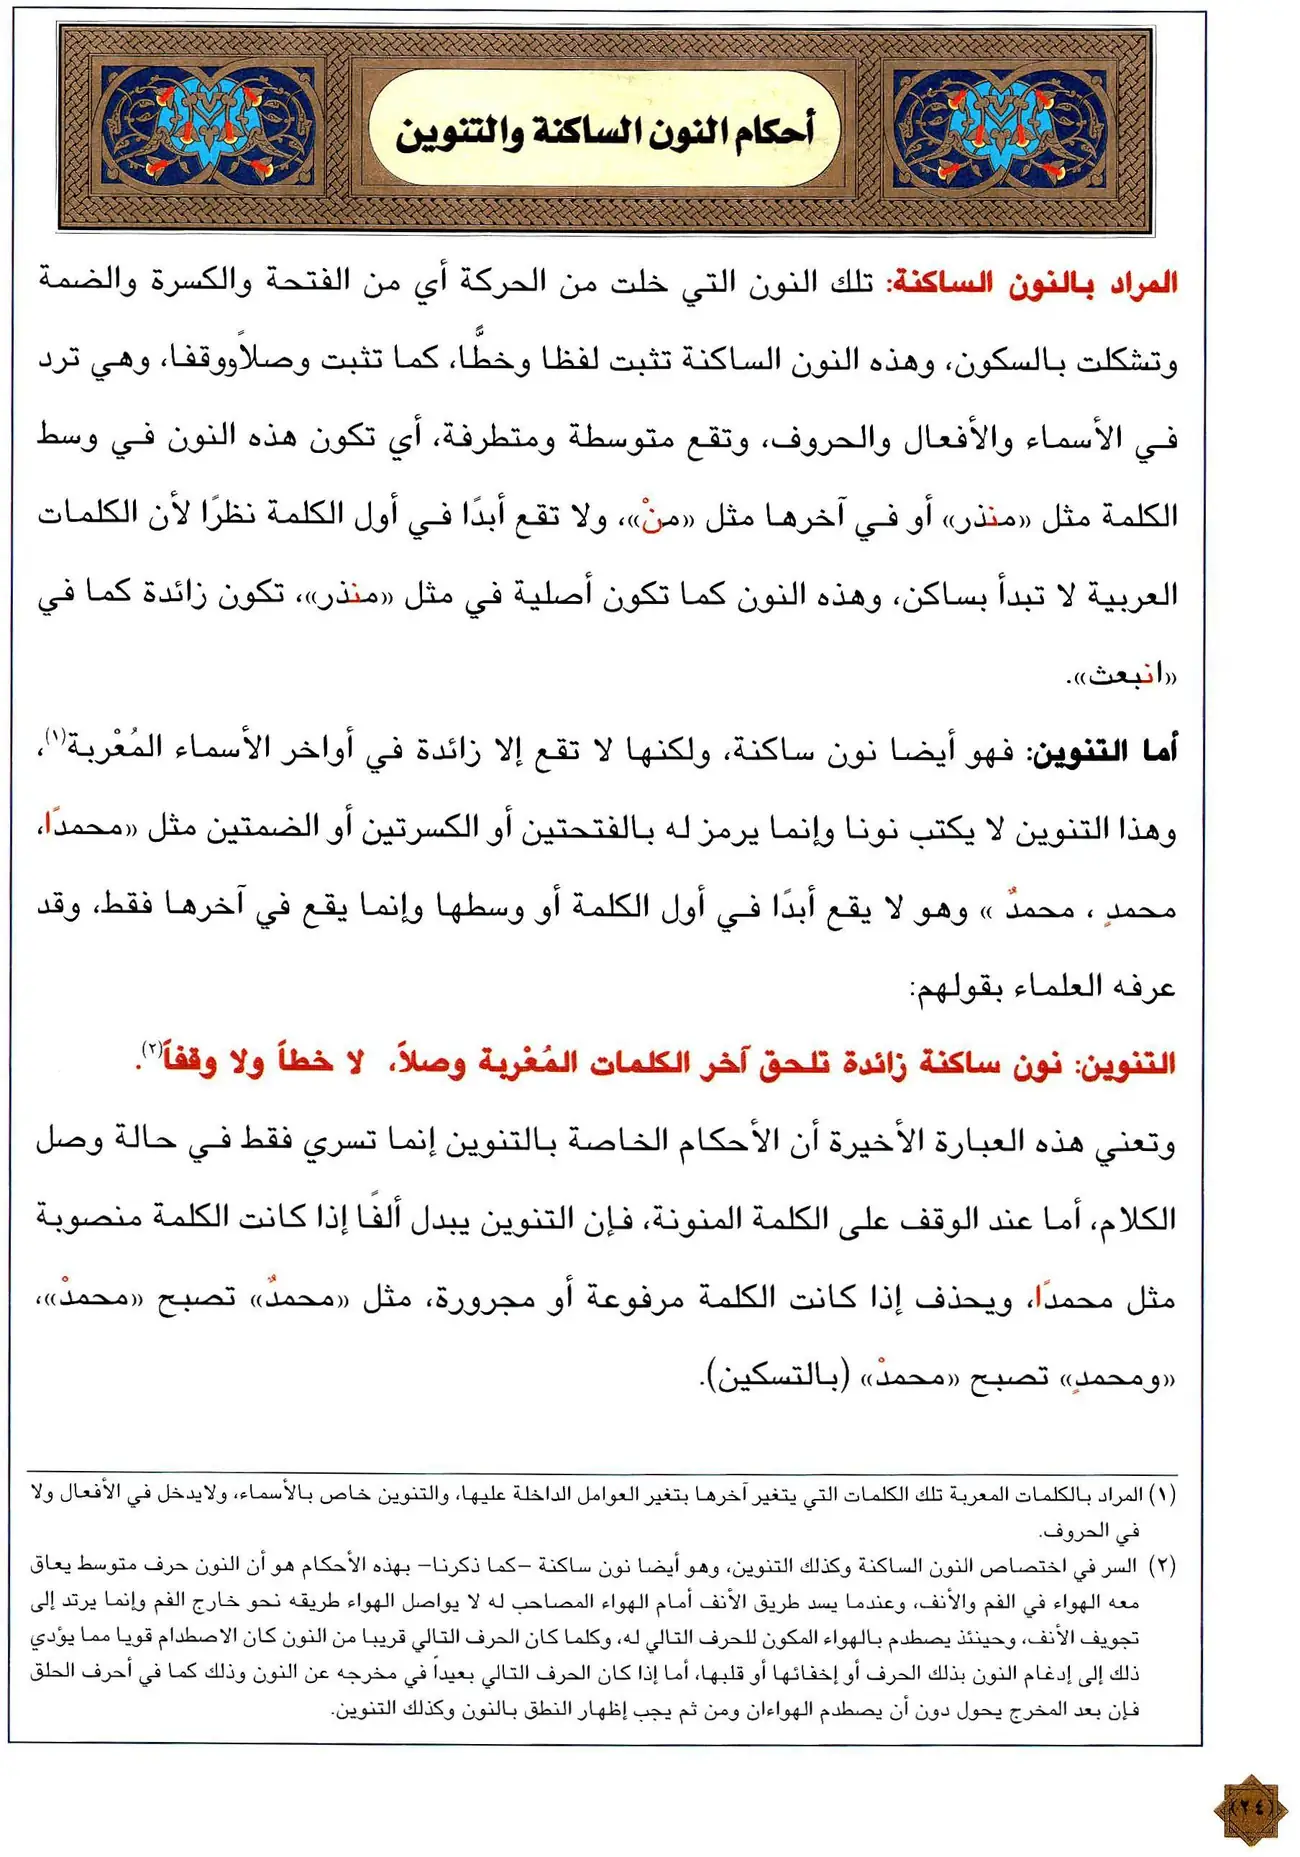 أحكام النون الساكنة والتنوين
المراد بالنون الساكنة: تلك النون التي خلت من الحركة أي من الفتحة والكسرة والضمة
وتشكلت بالسكون، وهذه النون الساكنة تثبت لفظا وخطًّا، كما تثبت وصلاًووقفا، وهي ترد
في الأسماء والأفعال والحروف، وتقع متوسطة ومتطرفة، أي تكون هذه النون في وسط
الكلمة مثل «منذر» أو في آخرها مثل «منْ»، ولا تقع أبدًا في أول الكلمة نظرًا لأن الكلمات
العربية لا تبدأ بساكن، وهذه النون كما تكون أصلية في مثل «منذر»، تكون زائدة كما في
«انبعث».
أما التنوين: فهو أيضا نون ساكنة، ولكنها لا تقع إلا زائدة في أواخر الأسماء المُعْربة(١)،
وهذا التنوين لا يكتب نونا وإنما يرمز له بالفتحتين أو الكسرتين أو الضمتين مثل «محمدًا،
محمدٍ ، محمدٌ » وهو لا يقع أبدًا في أول الكلمة أو وسطها وإنما يقع في آخرها فقط، وقد
عرفه العلماء بقولهم:
التنوين: نون ساكنة زائدة تلحق آخر الكلمات المُعْربة وصلاً، لا خطاً ولا وقفاً(٢).
وتعني هذه العبارة الأخيرة أن الأحكام الخاصة بالتنوين إنما تسري فقط في حالة وصل
الكلام، أما عند الوقف على الكلمة المنونة، فإن التنوين يبدل ألفًا إذا كانت الكلمة منصوبة
مثل محمدًا، ويحذف إذا كانت الكلمة مرفوعة أو مجرورة، مثل «محمدٌ» تصبح «محمدْ»،
«ومحمدٍ» تصبح «محمدْ» (بالتسكين).
(١) المراد بالكلمات المعربة تلك الكلمات التي يتغير آخرها بتغير العوامل الداخلة عليها، والتنوين خاص بالأسماء، ولايدخل في الأفعال ولا
في الحروف.
(٢) السر في اختصاص النون الساكنة وكذلك التنوين، وهو أيضا نون ساكنة –كما ذكرنا– بهذه الأحكام هو أن النون حرف متوسط يعاق
معه الهواء في الفم والأنف، وعندما يسد طريق الأنف أمام الهواء المصاحب له لا يواصل الهواء طريقه نحو خارج الفم وإنما يرتد إلى
تجويف الأنف، وحينئذ يصطدم بالهواء المكون للحرف التالي له، وكلما كان الحرف التالي قريبا من النون كان الاصطدام قويا مما يؤدي
ذلك إلى إدغام النون بذلك الحرف أو إخفائها أو قلبها، أما إذا كان الحرف التالي بعيداً في مخرجه عن النون وذلك كما في أحرف الحلق
فإن بعد المخرج يحول دون أن يصطدم الهواءان ومن ثم يجب إظهار النطق بالنون وكذلك التنوين.
(٢٤)